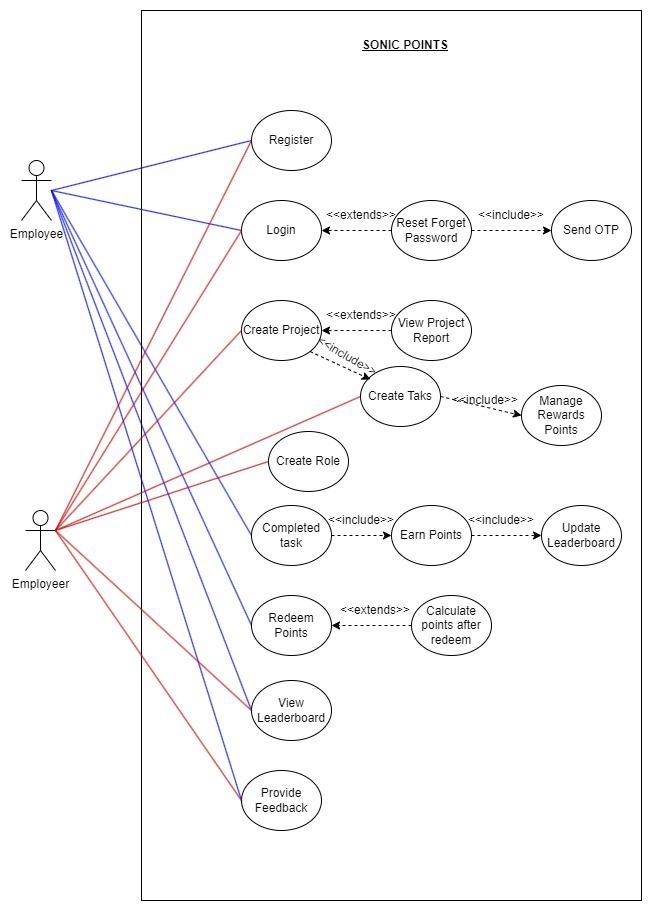 SONIC POINTS
Register
Employee
Login
<<extends>>
Reset Forget
Password
<<include>>
Send OTP
Create Project
<<extends>>
View Project
Report
<<include>>
Create Taks
<<include>>
Manage
Rewards
Points
Create Role
Employeer
Completed
task
<<include>>
Earn Points
<<include>>
Update
Leaderboard
Redeem
Points
<<extends>>
Calculate
points after
redeem
View
Leaderboard
Provide
Feedback